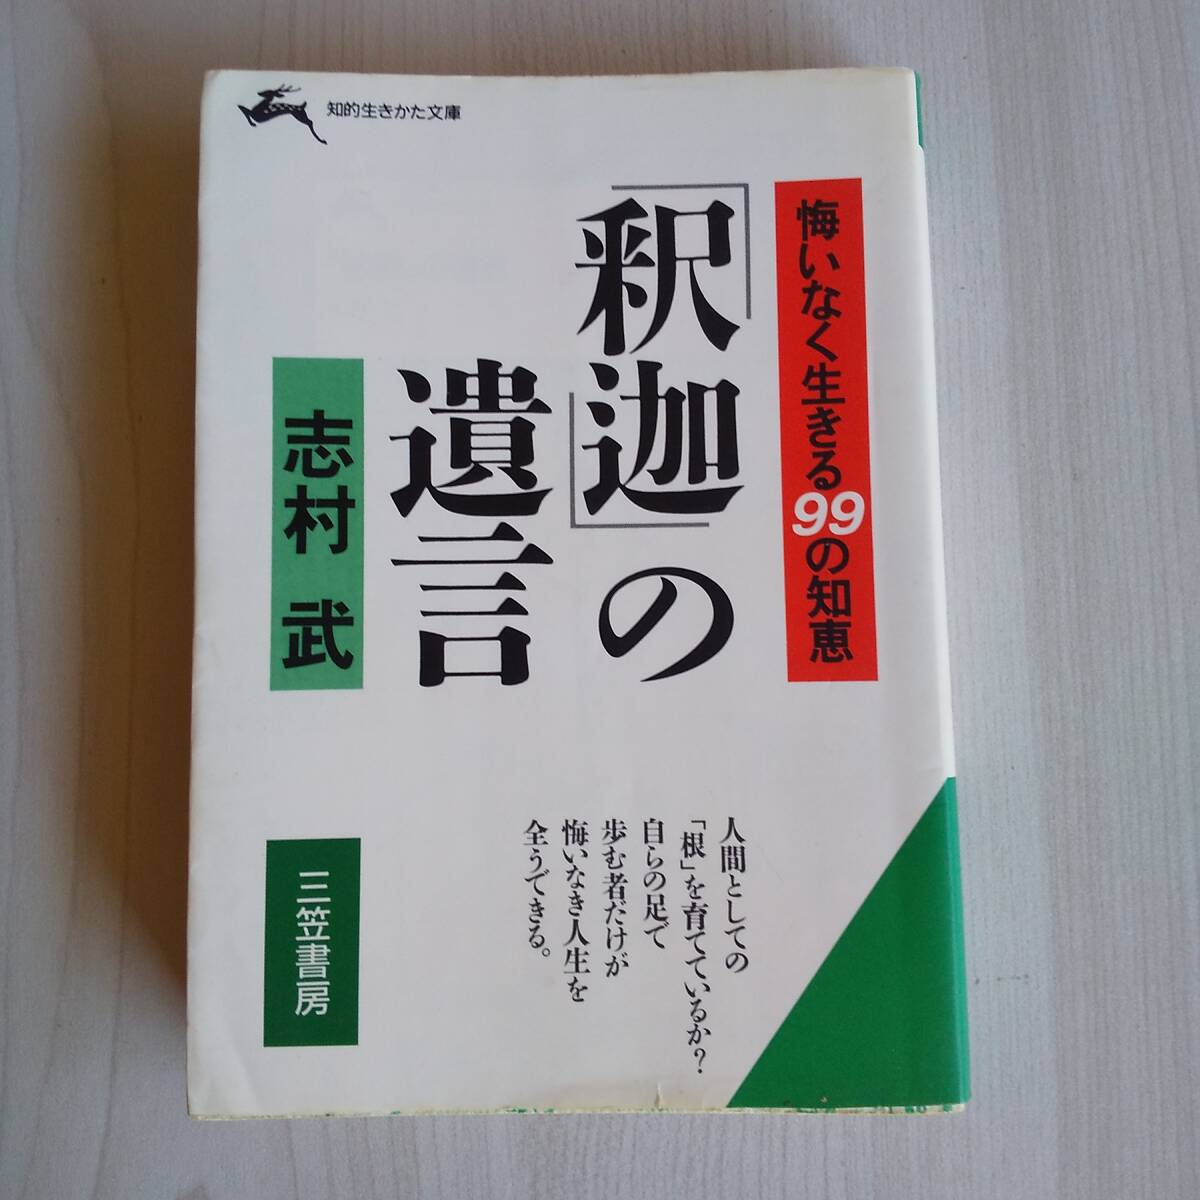 知的生きかた文庫
悔いなく生きる99の知恵
「釈迦」の
遺言
志村 武
人間としての
「根」を育てているか?
自らの足で
歩む者だけが
悔いなき人生を
全うできる。
三笠書房